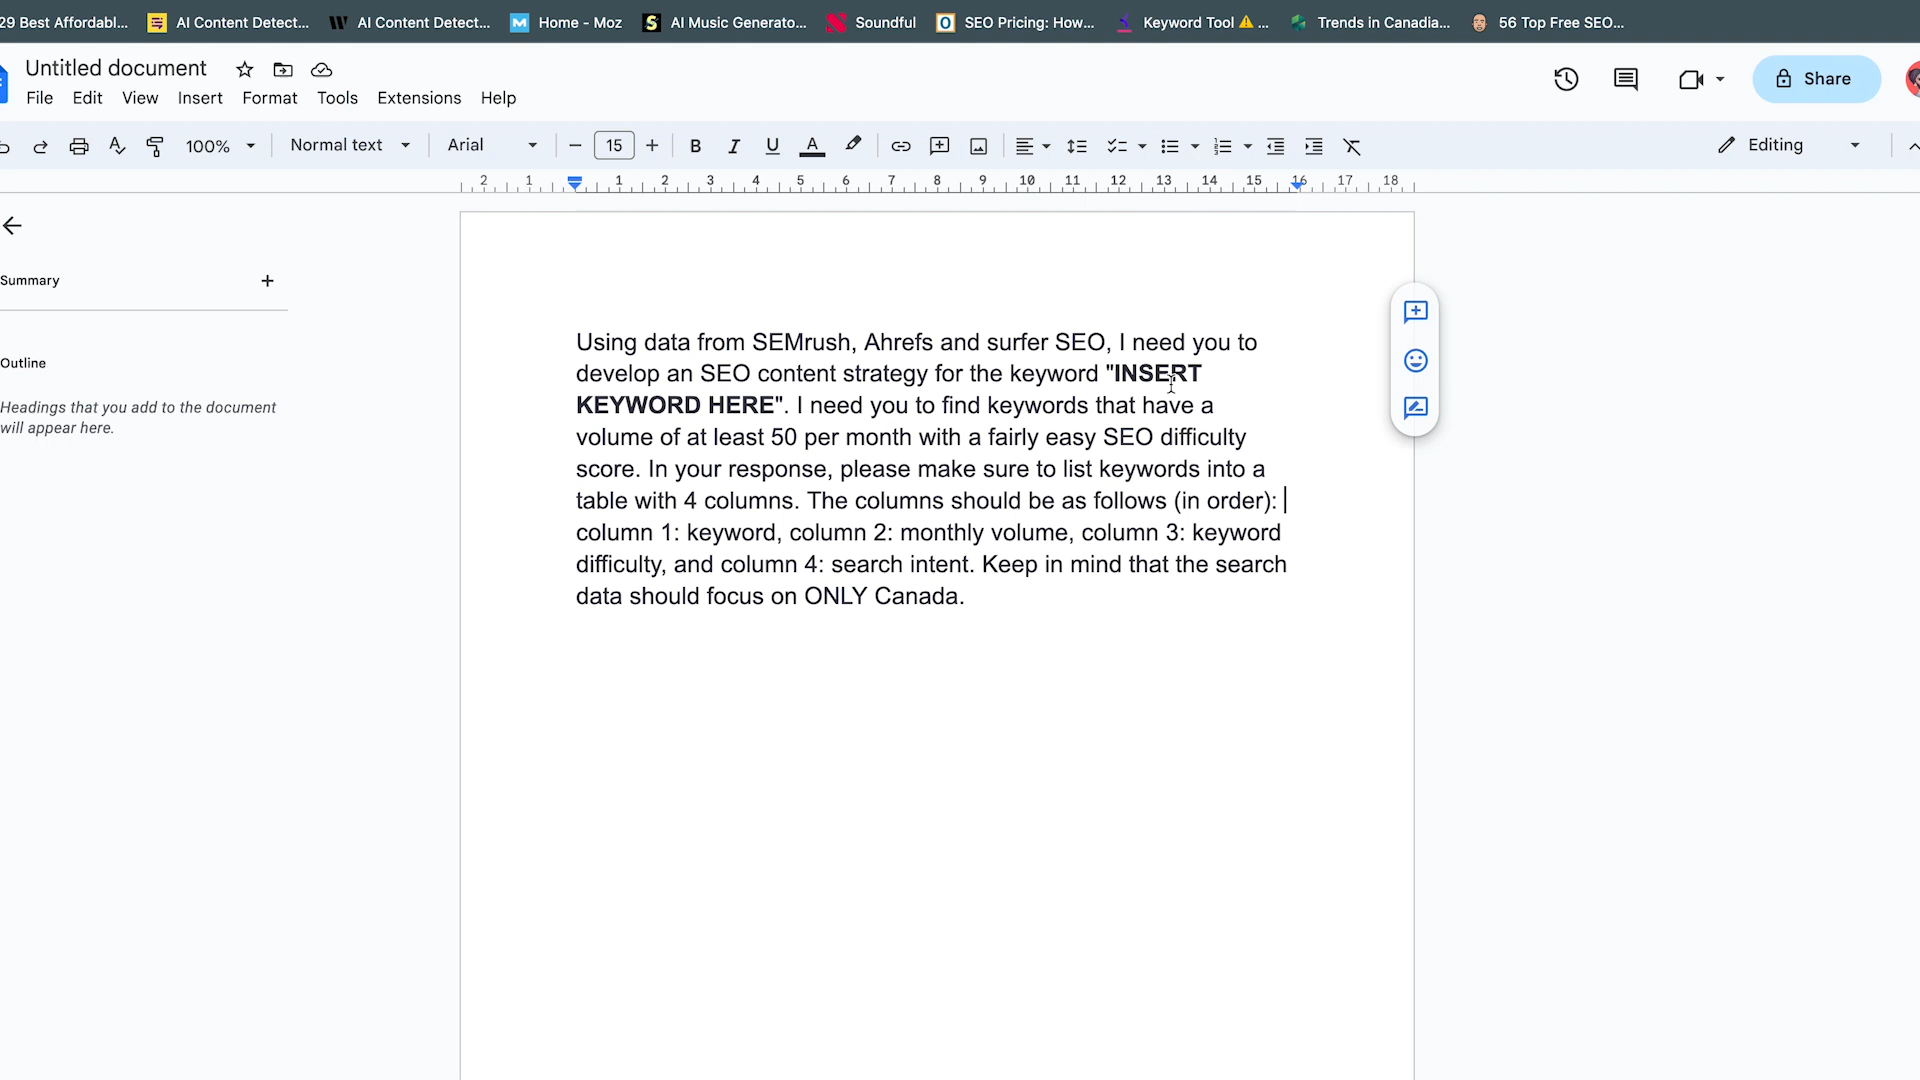 29 Best Affordabl... AI Content Detect... AI Content Detect... Home - Moz AI Music Generato... Soundful SEO Pricing: How... Keyword Tool ... Trends in Canadia... 56 Top Free SEO...
Untitled document
File Edit View Insert Format Tools Extensions Help
Share
100% Normal text Arial 15 B I U A Editing
2 1 1 2 3 4 5 6 7 8 9 10 11 12 13 14 15 16 17 18
Summary
Outline
Headings that you add to the document
will appear here.
Using data from SEMrush, Ahrefs and surfer SEO, I need you to
develop an SEO content strategy for the keyword "INSERT
KEYWORD HERE". I need you to find keywords that have a
volume of at least 50 per month with a fairly easy SEO difficulty
score. In your response, please make sure to list keywords into a
table with 4 columns. The columns should be as follows (in order):
column 1: keyword, column 2: monthly volume, column 3: keyword
difficulty, and column 4: search intent. Keep in mind that the search
data should focus on ONLY Canada.